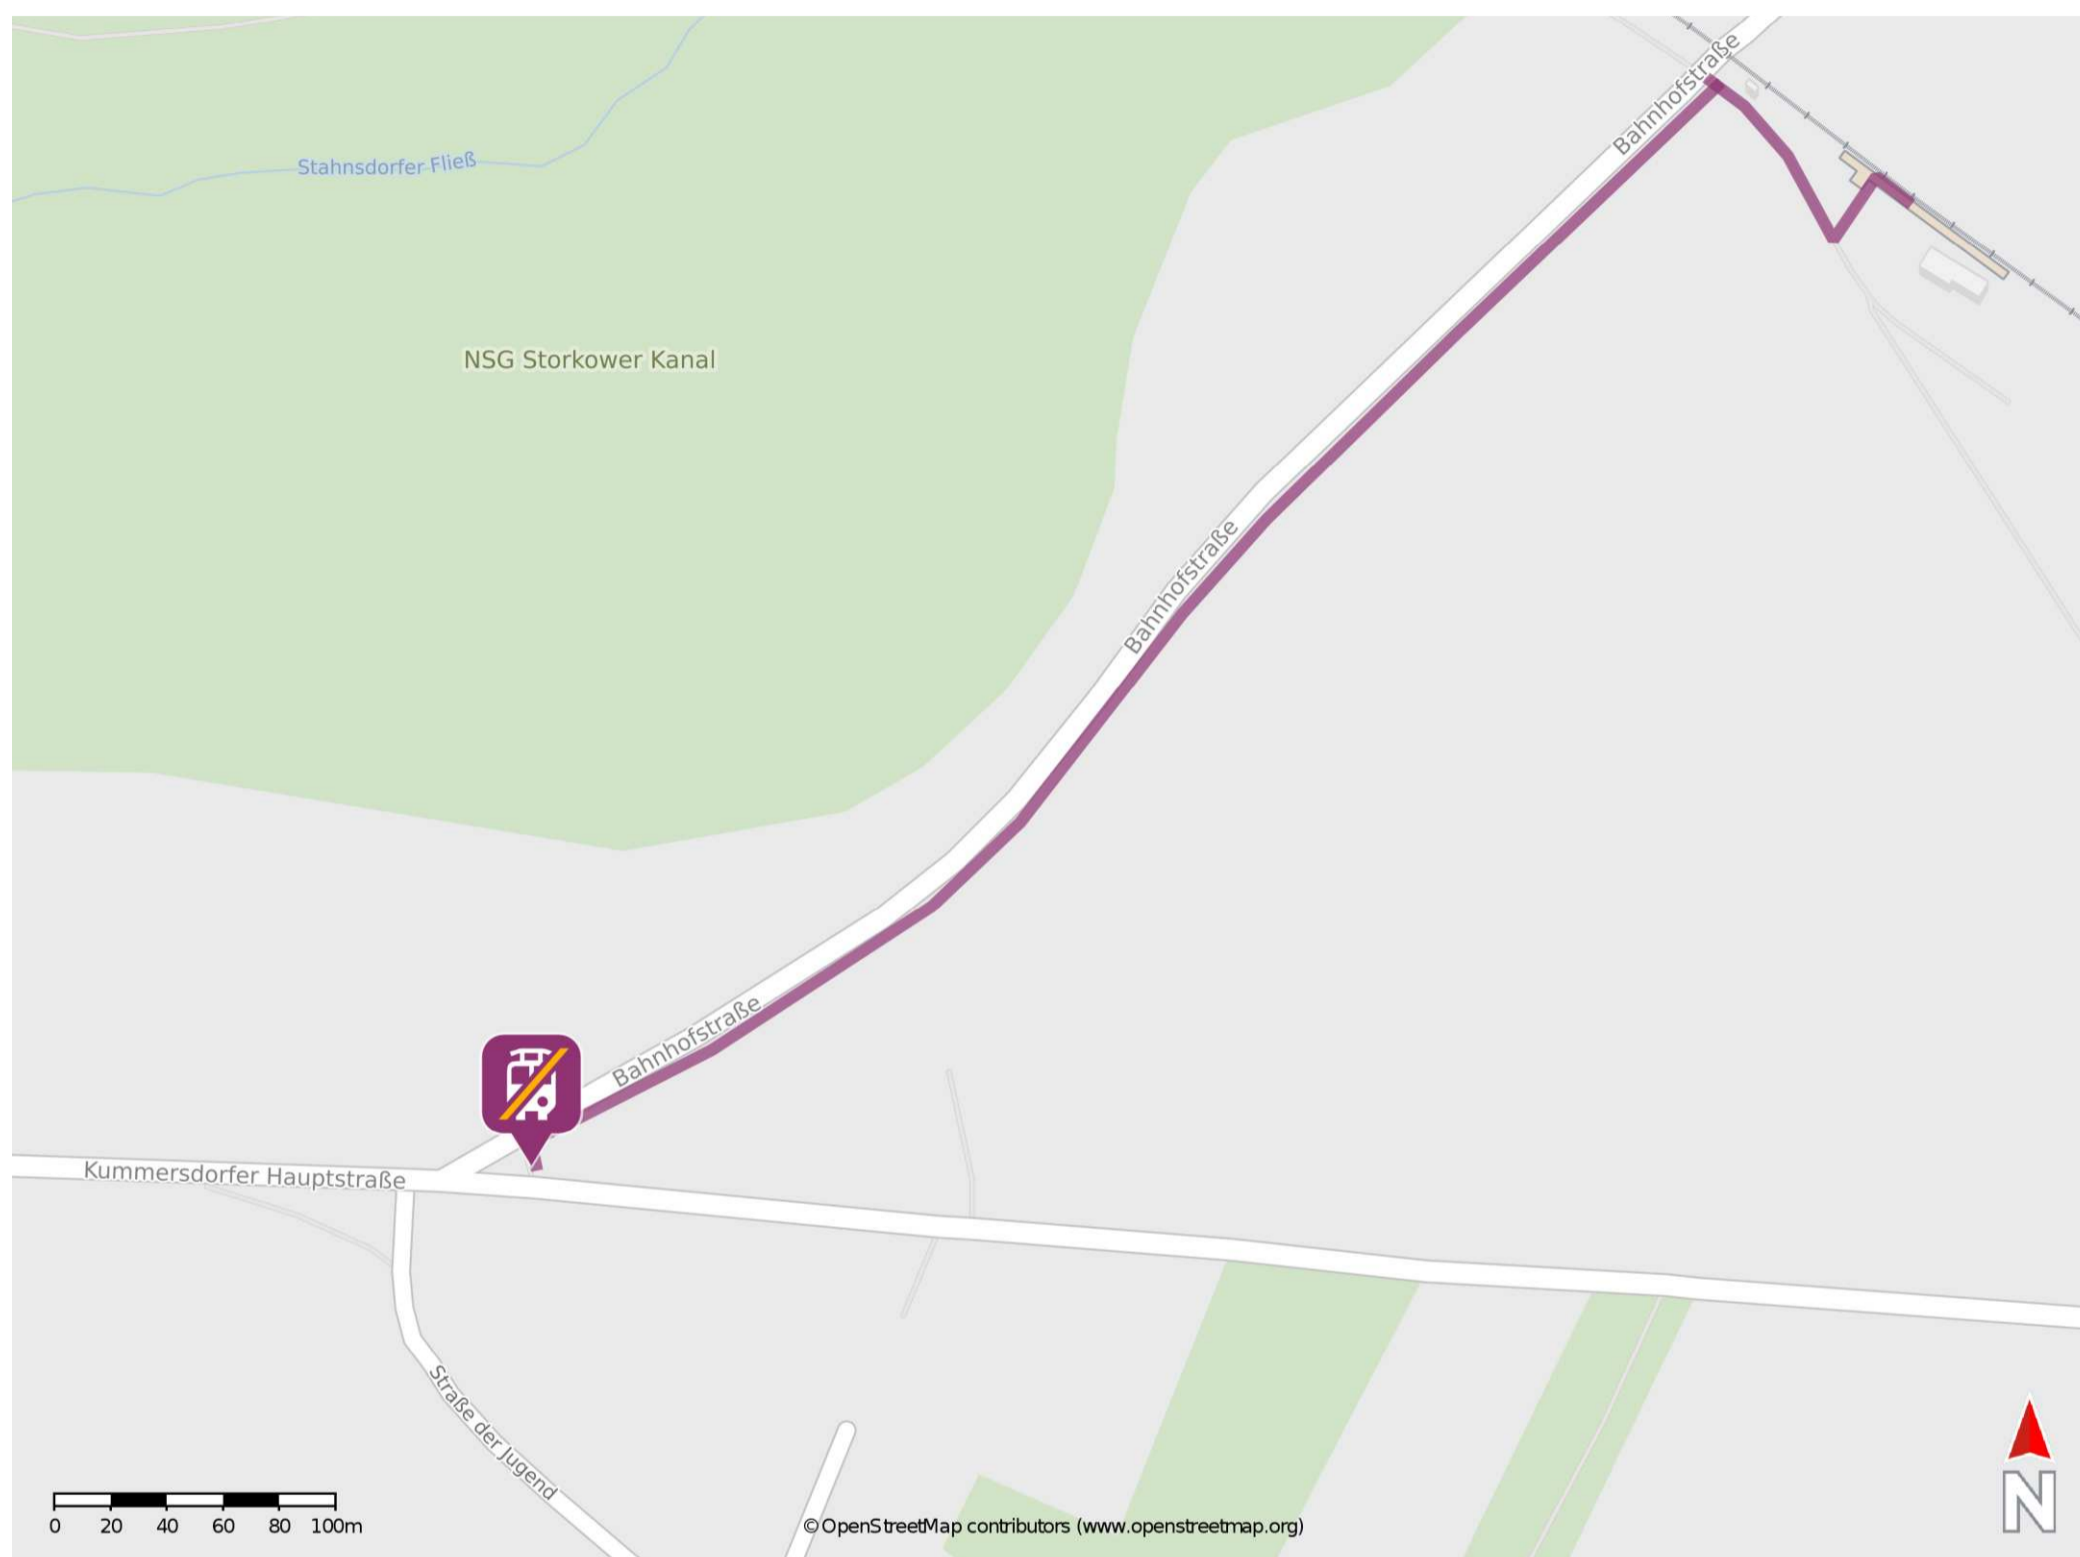 Bahnhofstraße
Stahnsdorfer Fließ
NSG Storkower Kanal
Bahnhofstraße
Bahnhofstraße
Kummersdorfer Hauptstraße
Straße der Jugend
0 20 40 60 80 100m
© OpenStreetMap contributors (www.openstreetmap.org)
N